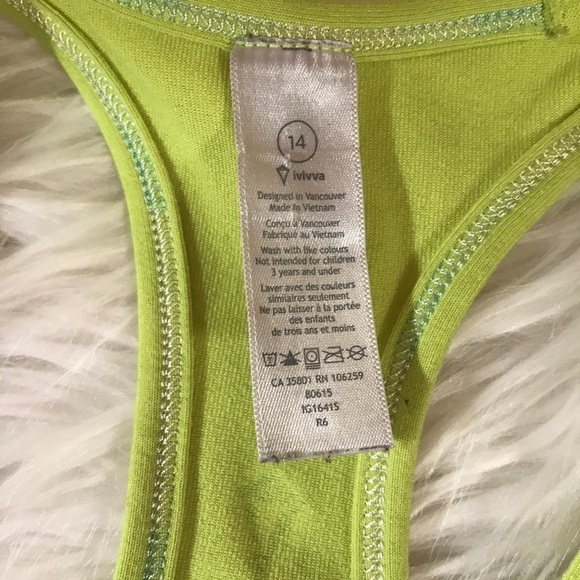 14
ivivva
Designed in Vancouver
Made in Vietnam
Conçu à Vancouver
Fabriqué au Vietnam
Wash with like colours
Not intended for children
3 years and under
Laver avec des couleurs
similaires seulement
Ne pas laisser à la portée
des enfants
de trois ans et moins
CA 35801 RN 106259
80615
IG1641S
R6